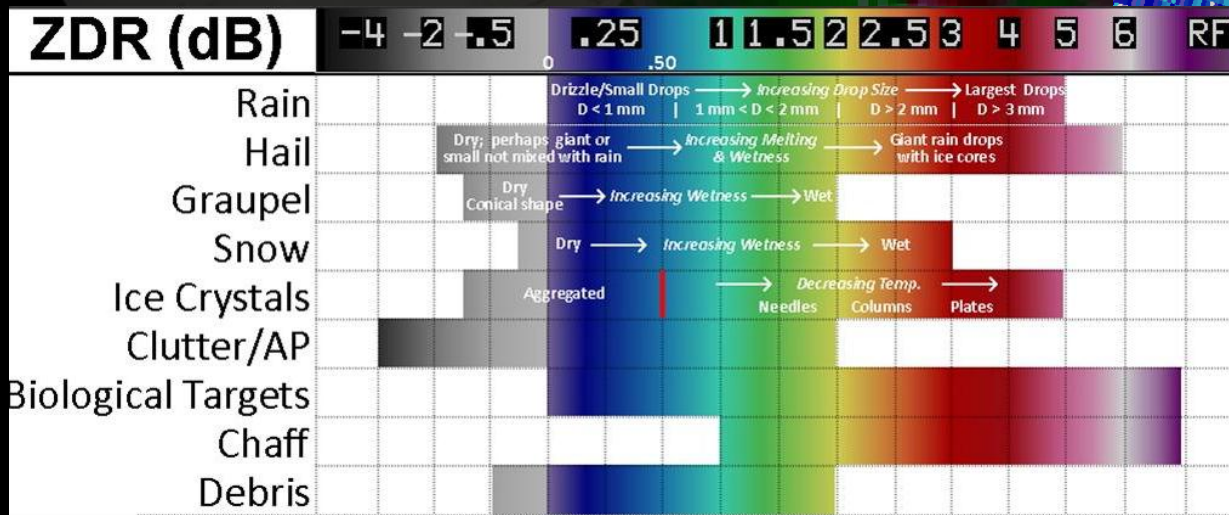 ZDR (dB) -4 -2 -.5 .25 1 1.5 2 2.5 3 4 5 6 RF
0 .50
Rain Drizzle/Small Drops → Increasing Drop Size → Largest Drops
D < 1 mm | 1 mm < D < 2 mm | D > 2 mm | D > 3 mm
Hail Dry; perhaps giant or small not mixed with rain → Increasing Melting & Wetness → Giant rain drops with ice cores
Graupel Dry Conical shape → Increasing Wetness → Wet
Snow Dry → Increasing Wetness → Wet
Ice Crystals Aggregated → Decreasing Temp. →
Needles Columns Plates
Clutter/AP
Biological Targets
Chaff
Debris